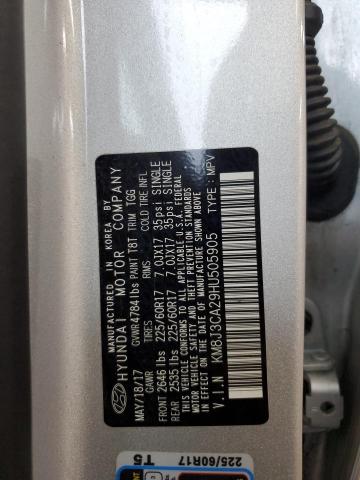 MANUFACTURED IN KOREA BY
HYUNDAI MOTOR COMPANY
MAY/18/17 GVWR 4784 lbs PAINT T8T TRIM TGG
GAWR TIRES RIMS COLD TIRE INFL.
FRONT 2646 lbs 225/60R17 7.0JX17 35psi SINGLE
REAR 2535 lbs 225/60R17 7.0JX17 35psi SINGLE
THIS VEHICLE CONFORMS TO ALL APPLICABLE U.S.A. FEDERAL
MOTOR VEHICLE SAFETY AND THEFT PREVENTION STANDARDS
IN EFFECT ON THE DATE OF MANUFACTURE SHOWN ABOVE.
V.I.N : KM8J3CA29HU505905 TYPE : MPV
225/60R17
T5